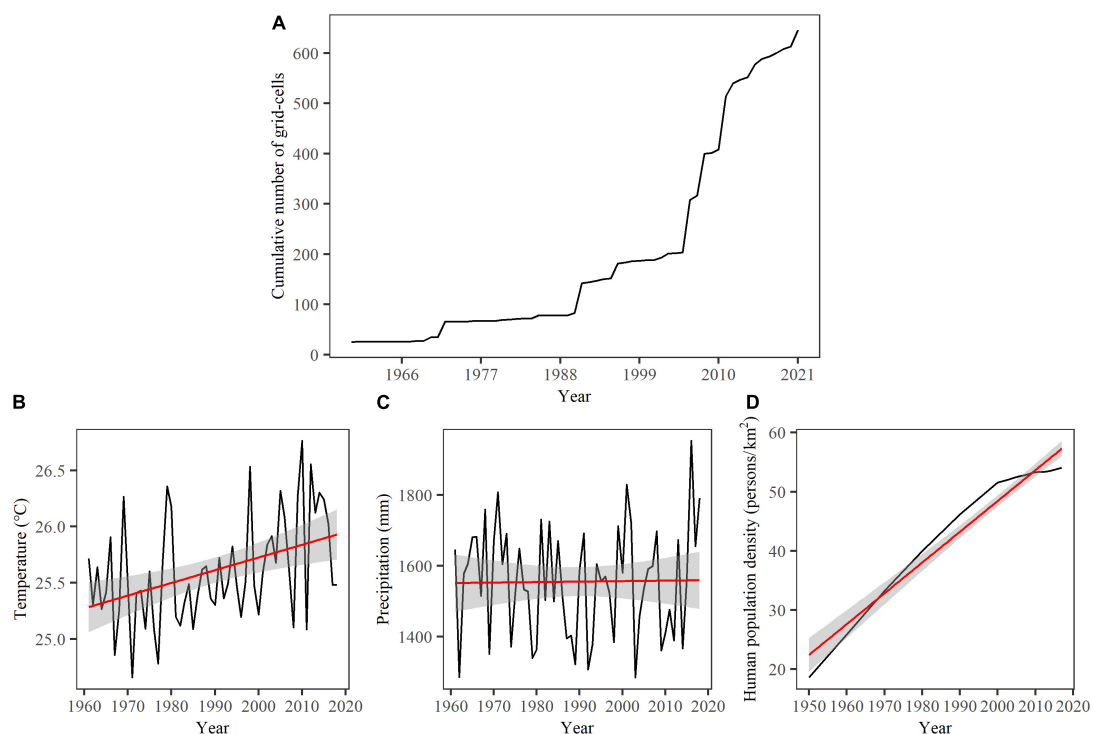 A
Cumulative number of grid-cells
600
500
400
300
200
100
0
1966 1977 1988 1999 2010 2021
Year
B
Temperature (°C)
26.5
26.0
25.5
25.0
1960 1970 1980 1990 2000 2010 2020
Year
C
Precipitation (mm)
1800
1600
1400
1960 1970 1980 1990 2000 2010 2020
Year
D
Human population density (persons/km²)
60
50
40
30
20
1950 1960 1970 1980 1990 2000 2010 2020
Year